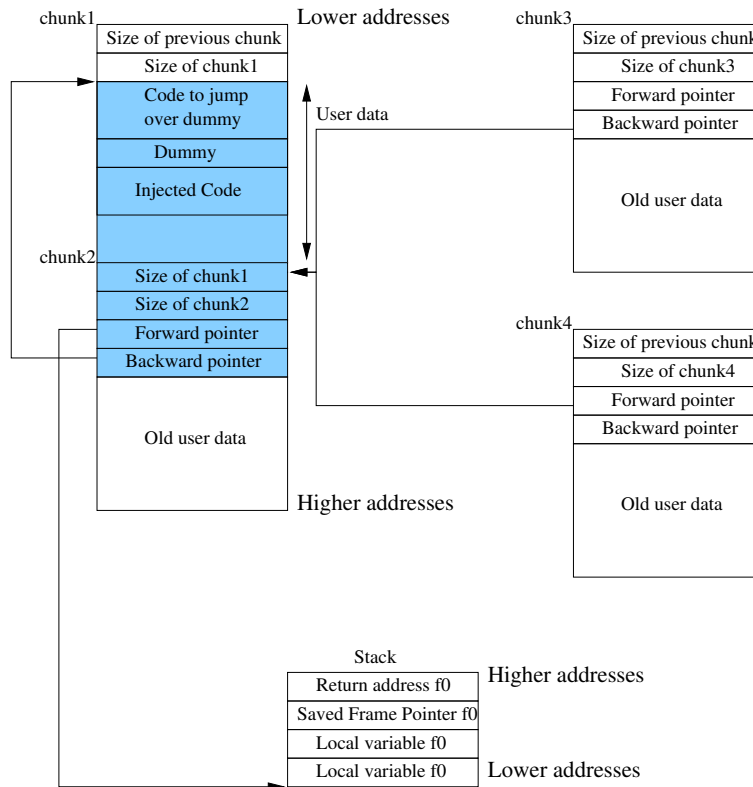 chunk1
Lower addresses
Size of previous chunk
Size of chunk1
Code to jump
over dummy
User data
Dummy
Injected Code
chunk2
Size of chunk1
Size of chunk2
Forward pointer
Backward pointer
Old user data
Higher addresses
chunk3
Size of previous chunk
Size of chunk3
Forward pointer
Backward pointer
Old user data
chunk4
Size of previous chunk
Size of chunk4
Forward pointer
Backward pointer
Old user data
Stack
Higher addresses
Return address f0
Saved Frame Pointer f0
Local variable f0
Local variable f0
Lower addresses